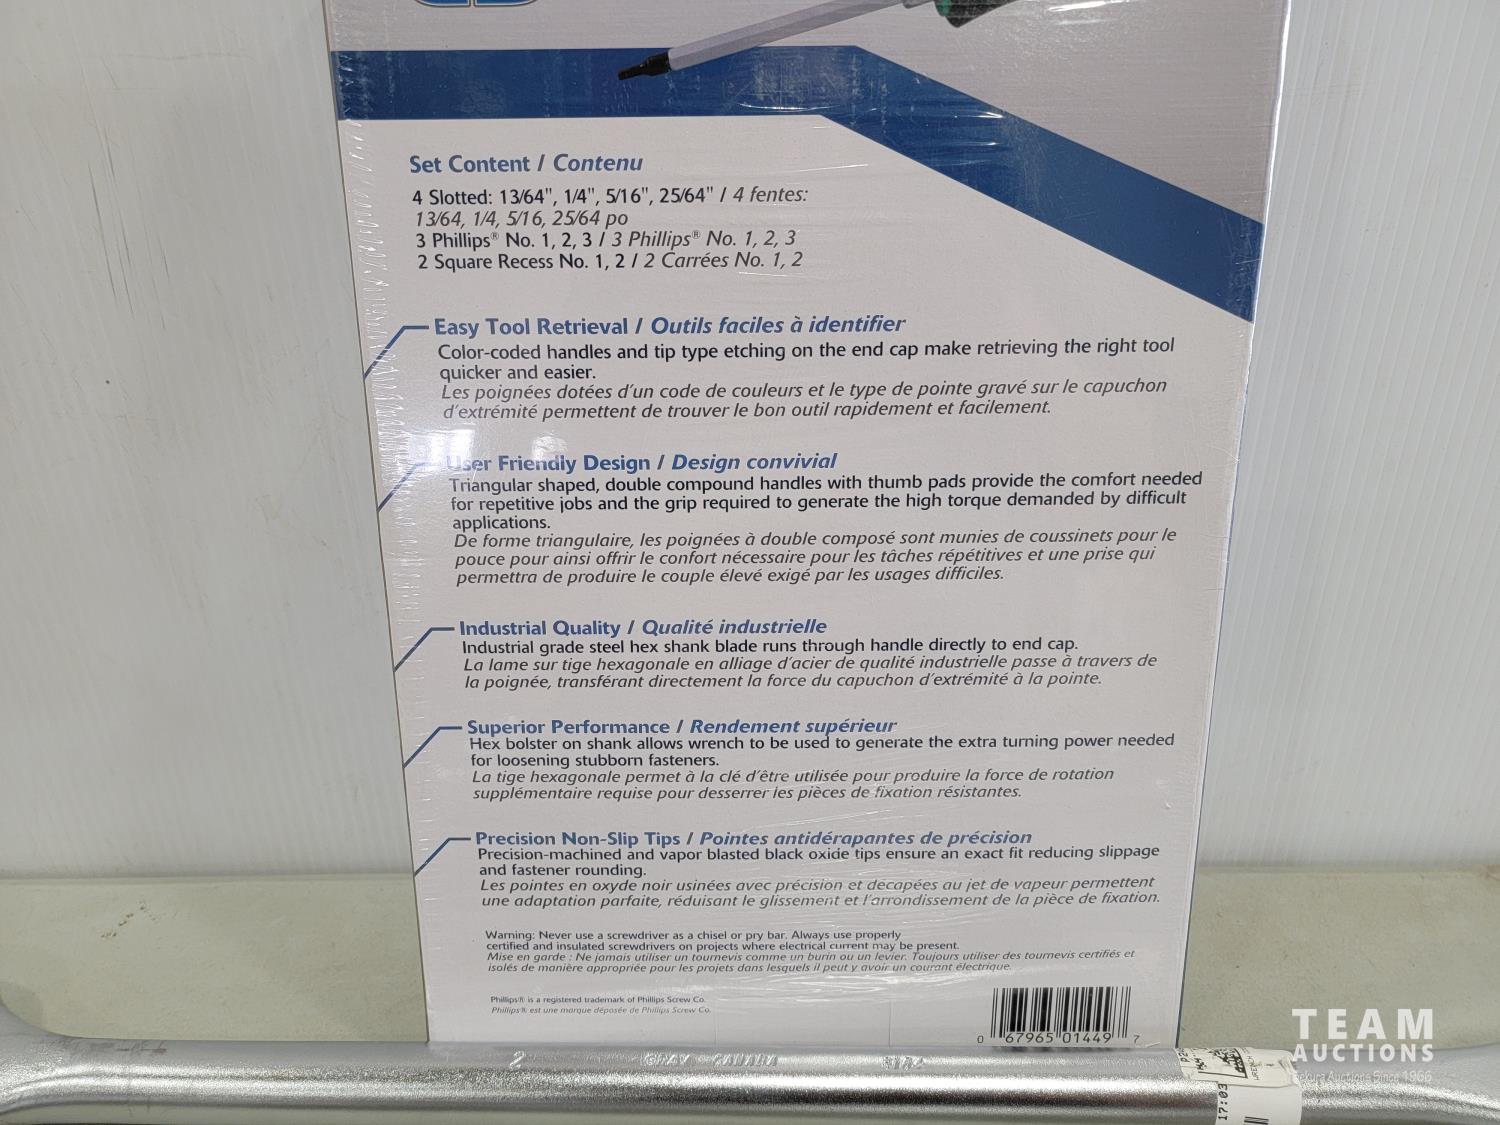 Set Content / Contenu
4 Slotted: 13/64", 1/4", 5/16", 25/64" / 4 fentes:
13/64, 1/4, 5/16, 25/64 po
3 Phillips® No. 1, 2, 3 / 3 Phillips® No. 1, 2, 3
2 Square Recess No. 1, 2 / 2 Carrées No. 1, 2
Easy Tool Retrieval / Outils faciles à identifier
Color-coded handles and tip type etching on the end cap make retrieving the right tool
quicker and easier.
Les poignées dotées d'un code de couleurs et le type de pointe gravé sur le capuchon
d'extrémité permettent de trouver le bon outil rapidement et facilement.
User Friendly Design / Design convivial
Triangular shaped, double compound handles with thumb pads provide the comfort needed
for repetitive jobs and the grip required to generate the high torque demanded by difficult
applications.
De forme triangulaire, les poignées à double composé sont munies de coussinets pour le
pouce pour ainsi offrir le confort nécessaire pour les tâches répétitives et une prise qui
permettra de produire le couple élevé exigé par les usages difficiles.
Industrial Quality / Qualité industrielle
Industrial grade steel hex shank blade runs through handle directly to end cap.
La lame sur tige hexagonale en alliage d'acier de qualité industrielle passe à travers de
la poignée, transférant directement la force du capuchon d'extrémité à la pointe.
Superior Performance / Rendement supérieur
Hex bolster on shank allows wrench to be used to generate the extra turning power needed
for loosening stubborn fasteners.
La tige hexagonale permet à la clé d'être utilisée pour produire la force de rotation
supplémentaire requise pour desserrer les pièces de fixation résistantes.
Precision Non-Slip Tips / Pointes antidérapantes de précision
Precision-machined and vapor blasted black oxide tips ensure an exact fit reducing slippage
and fastener rounding.
Les pointes en oxyde noir usinées avec précision et décapées au jet de vapeur permettent
une adaptation parfaite, réduisant le glissement et l'arrondissement de la pièce de fixation.
Warning: Never use a screwdriver as a chisel or pry bar. Always use properly
certified and insulated screwdrivers on projects where electrical current may be present.
Mise en garde : Ne jamais utiliser un tournevis comme un burin ou un levier. Toujours utiliser des tournevis certifiés et
isolés de manière appropriée pour les projets dans lesquels il peut y avoir un courant électrique.
Phillips® is a registered trademark of Phillips Screw Co.
Phillips® est une marque déposée de Phillips Screw Co.
0 67965 01449 7
GRAY CANADA
17:03
TEAM
AUCTIONS
Sekura Auctions Since 1966